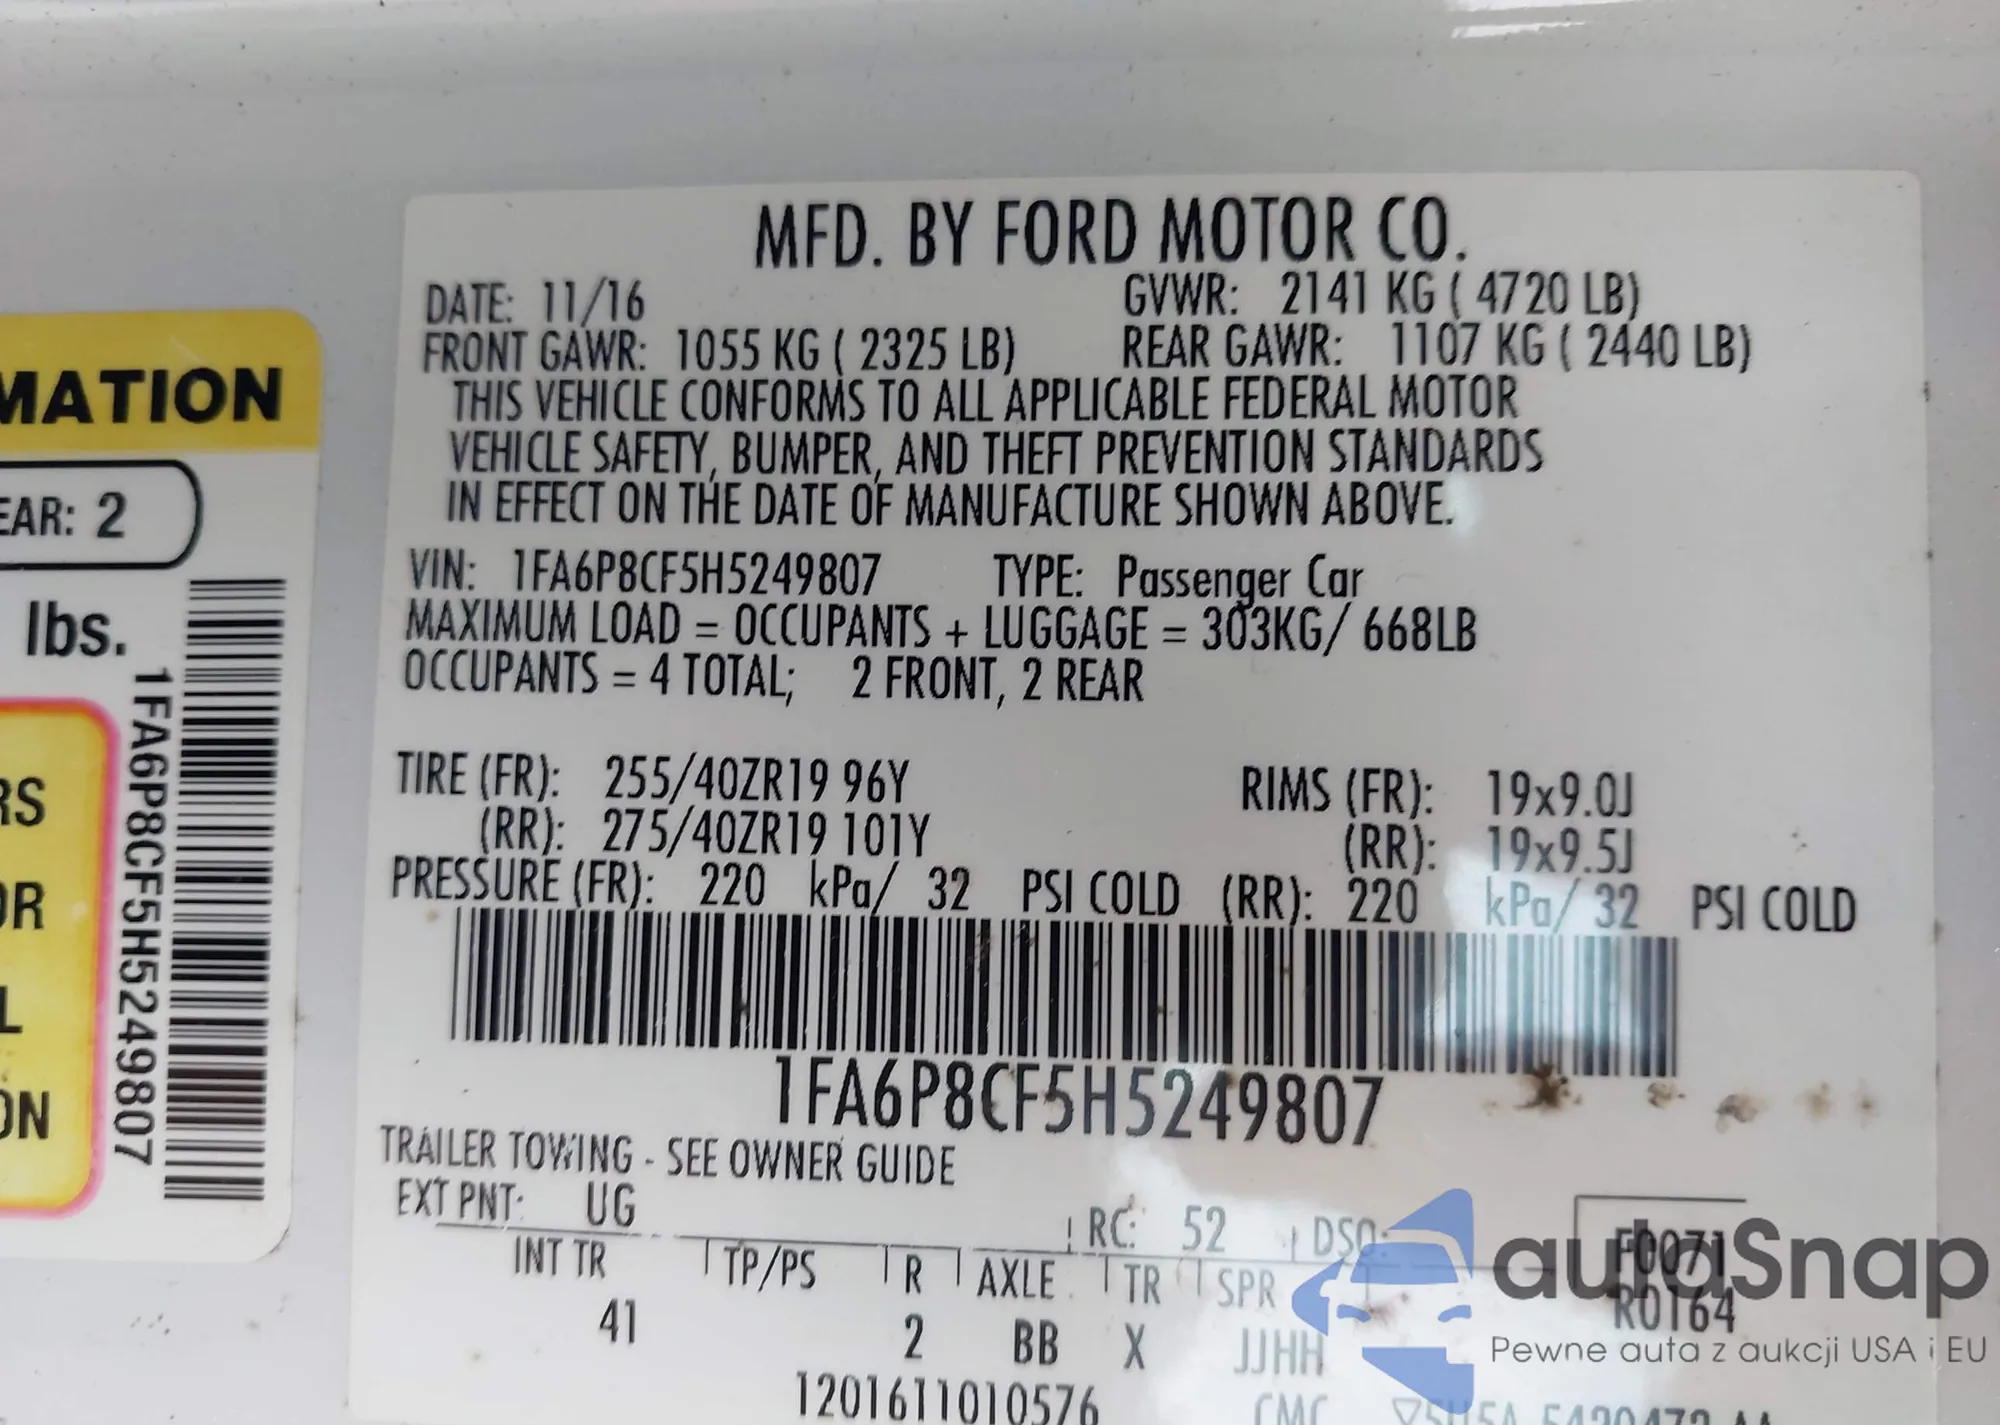 MFD. BY FORD MOTOR CO.
DATE: 11/16 GVWR: 2141 KG ( 4720 LB)
FRONT GAWR: 1055 KG ( 2325 LB) REAR GAWR: 1107 KG ( 2440 LB)
THIS VEHICLE CONFORMS TO ALL APPLICABLE FEDERAL MOTOR
VEHICLE SAFETY, BUMPER, AND THEFT PREVENTION STANDARDS
IN EFFECT ON THE DATE OF MANUFACTURE SHOWN ABOVE.
VIN: 1FA6P8CF5H5249807 TYPE: Passenger Car
MAXIMUM LOAD = OCCUPANTS + LUGGAGE = 303KG/ 668LB
OCCUPANTS = 4 TOTAL; 2 FRONT, 2 REAR
TIRE (FR): 255/40ZR19 96Y RIMS (FR): 19x9.0J
(RR): 275/40ZR19 101Y (RR): 19x9.5J
PRESSURE (FR): 220 kPa/ 32 PSI COLD (RR): 220 kPa/ 32 PSI COLD
1FA6P8CF5H5249807
TRAILER TOWING - SEE OWNER GUIDE
EXT PNT: UG RC: 52 DSO:
F0071
R0164
INT TR TP/PS R AXLE TR SPR
41 2 BB X JJHH
1201611010576
MATION
EAR: 2
lbs.
1FA6P8CF5H5249807
RS
OR
L
ON
autaSnap
Pewne auta z aukcji USA i EU